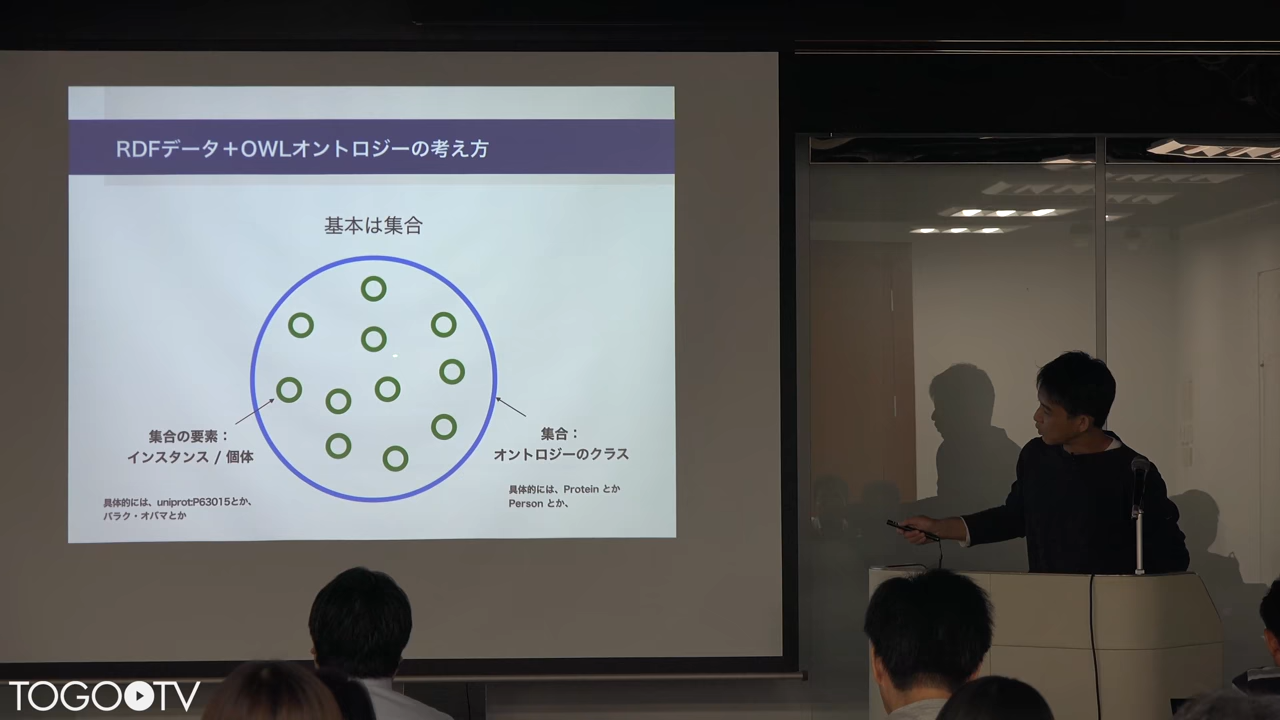 RDFデータ＋OWLオントロジーの考え方
基本は集合
集合の要素：
インスタンス / 個体
集合：
オントロジーのクラス
具体的には、uniprot:P63015とか、
バラク・オバマとか
具体的には、Protein とか
Person とか、
TOGO TV